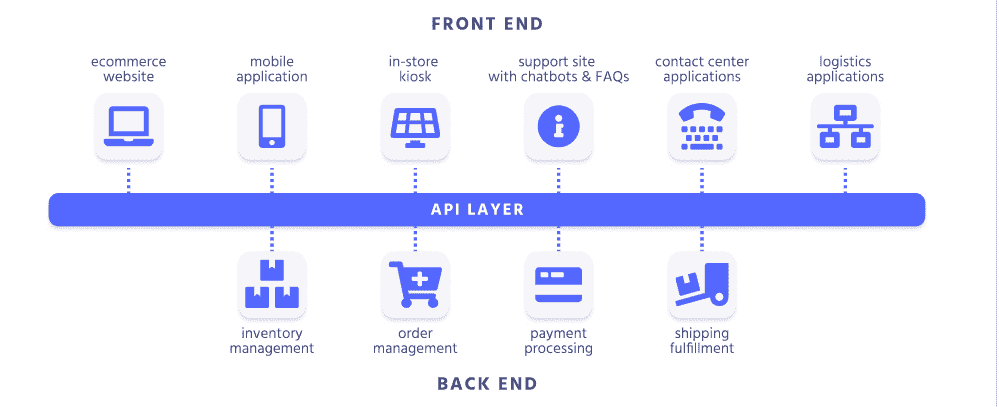 FRONT END
ecommerce
website
mobile
application
in-store
kiosk
support site
with chatbots & FAQs
contact center
applications
logistics
applications
API LAYER
inventory
management
order
management
payment
processing
shipping
fulfillment
BACK END